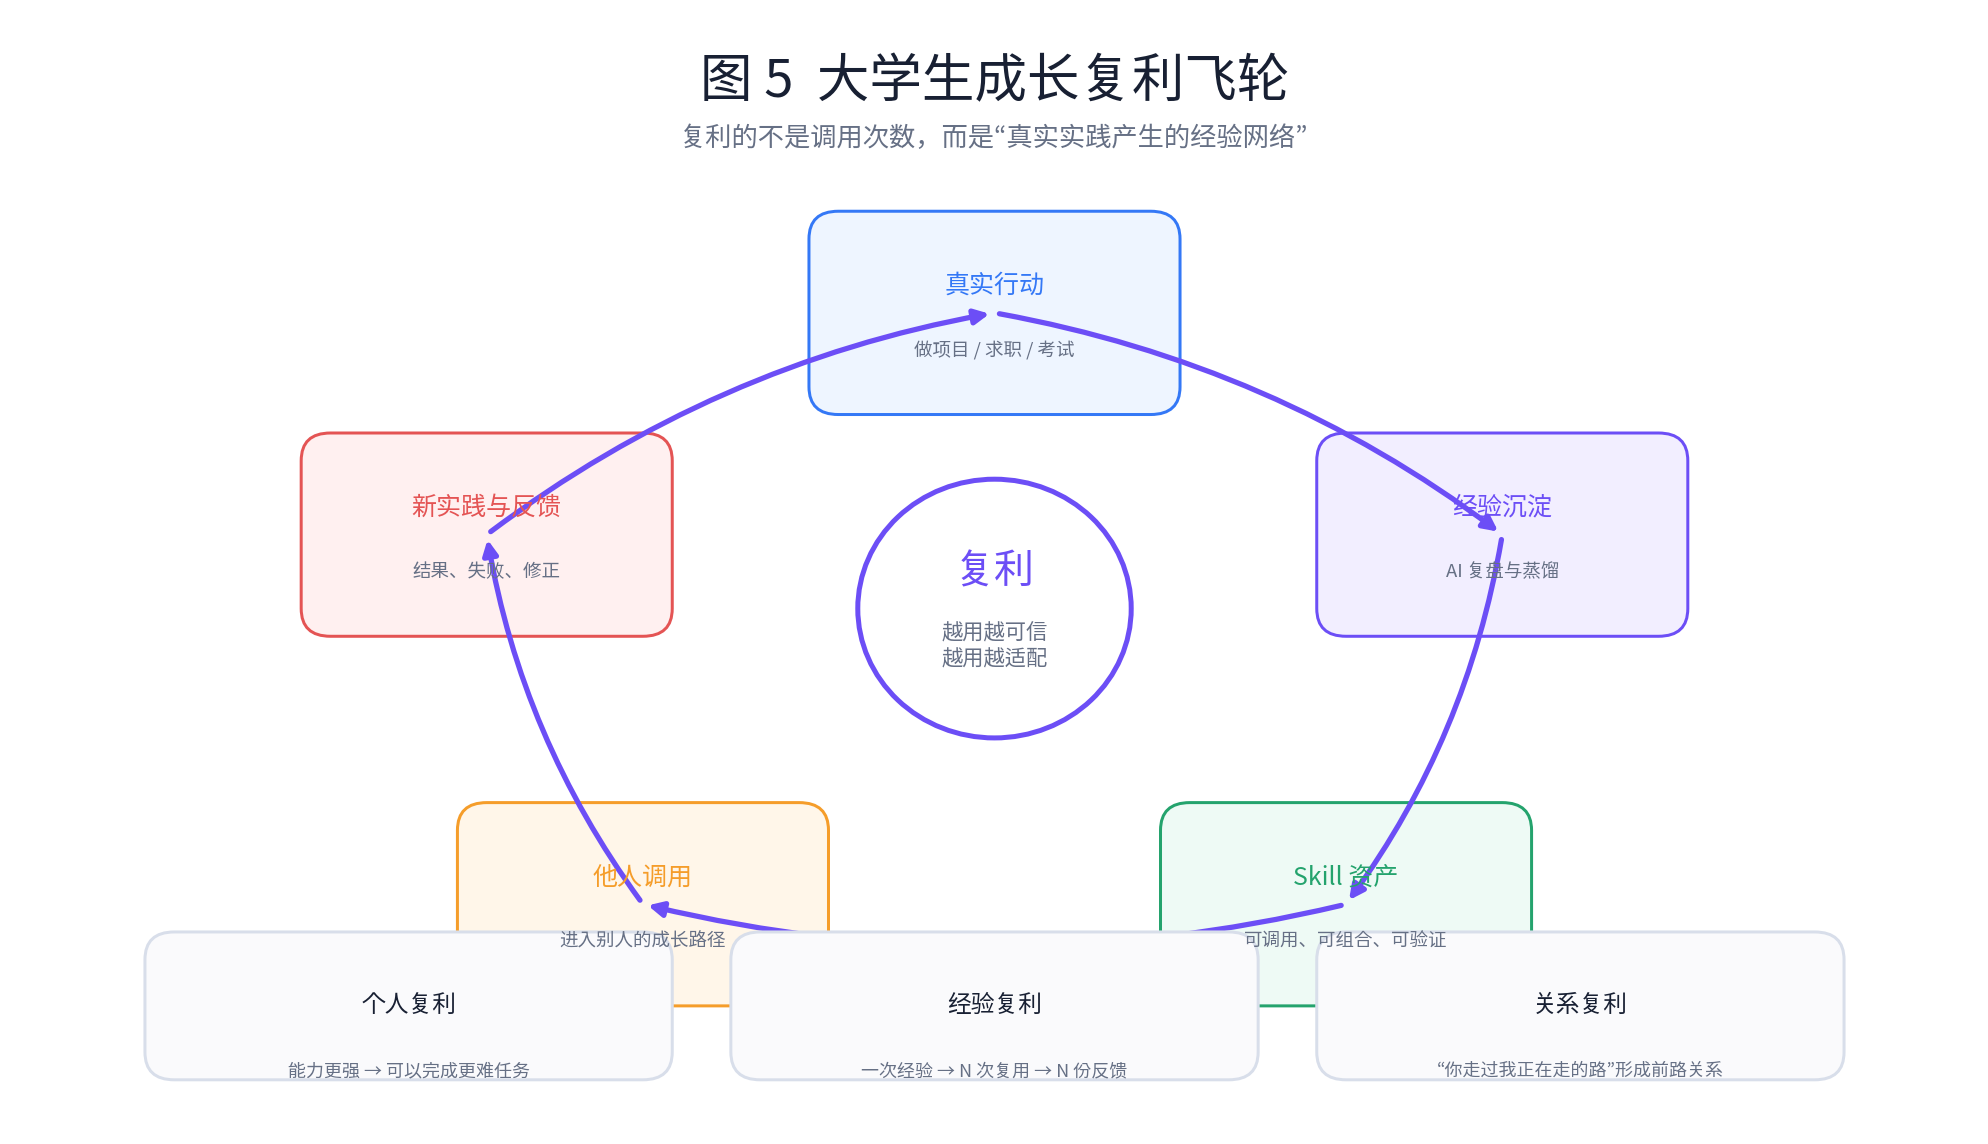 图 5 大学生成长复利飞轮
复利的不是调用次数，而是“真实实践产生的经验网络”
真实行动
做项目 / 求职 / 考试
新实践与反馈
结果、失败、修正
经验沉淀
AI 复盘与蒸馏
复利
越用越可信
越用越适配
他人调用
进入别人的成长路径
Skill 资产
可调用、可组合、可验证
个人复利
能力更强 → 可以完成更难任务
经验复利
一次经验 → N 次复用 → N 份反馈
关系复利
“你走过我正在走的路”形成前路关系